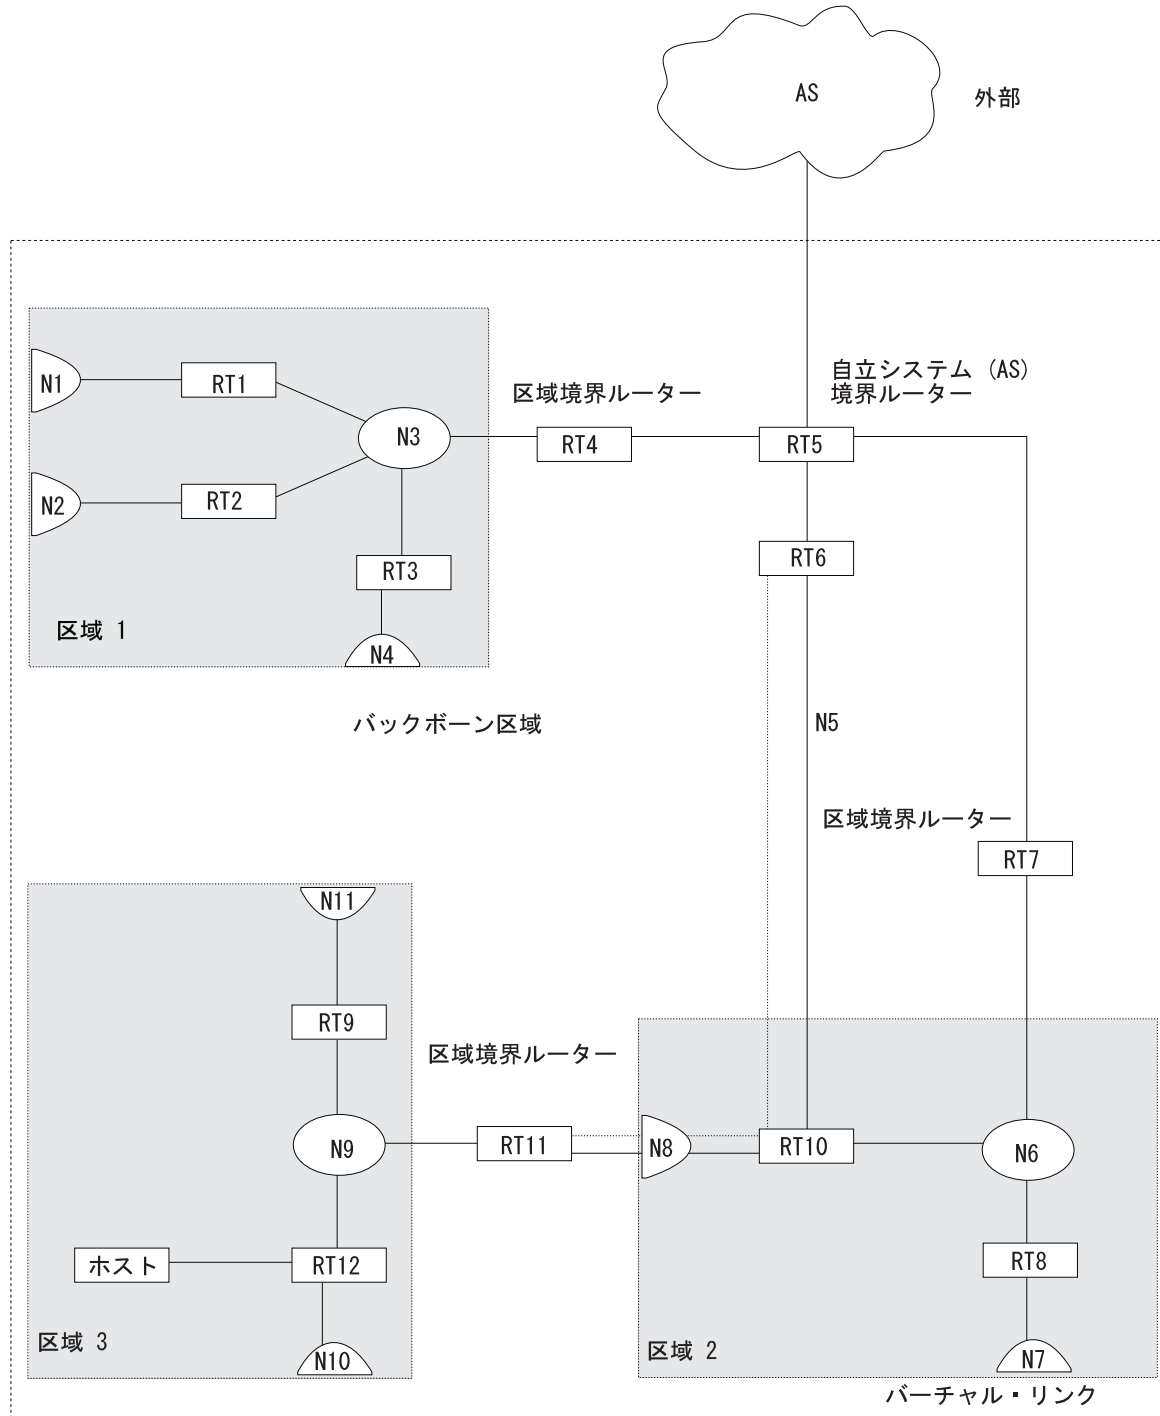 AS
外部
自立システム (AS)
境界ルーター
N1
RT1
区域境界ルーター
N3
RT4
RT5
N2
RT2
RT6
RT3
区域 1
N4
バックボーン区域
N5
区域境界ルーター
RT7
N11
RT9
区域境界ルーター
N9
RT11
N8
RT10
N6
ホスト
RT12
RT8
区域 3
N10
区域 2
N7
バーチャル・リンク